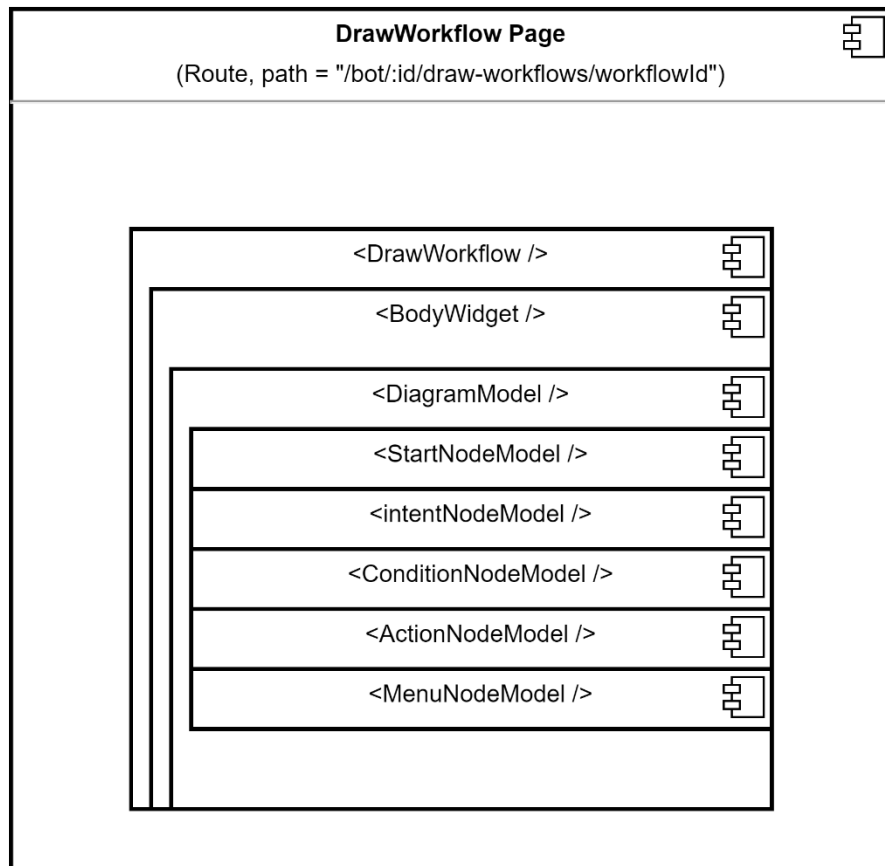 DrawWorkflow Page
(Route, path = "/bot/:id/draw-workflows/workflowId")
<DrawWorkflow />
<BodyWidget />
<DiagramModel />
<StartNodeModel />
<intentNodeModel />
<ConditionNodeModel />
<ActionNodeModel />
<MenuNodeModel />